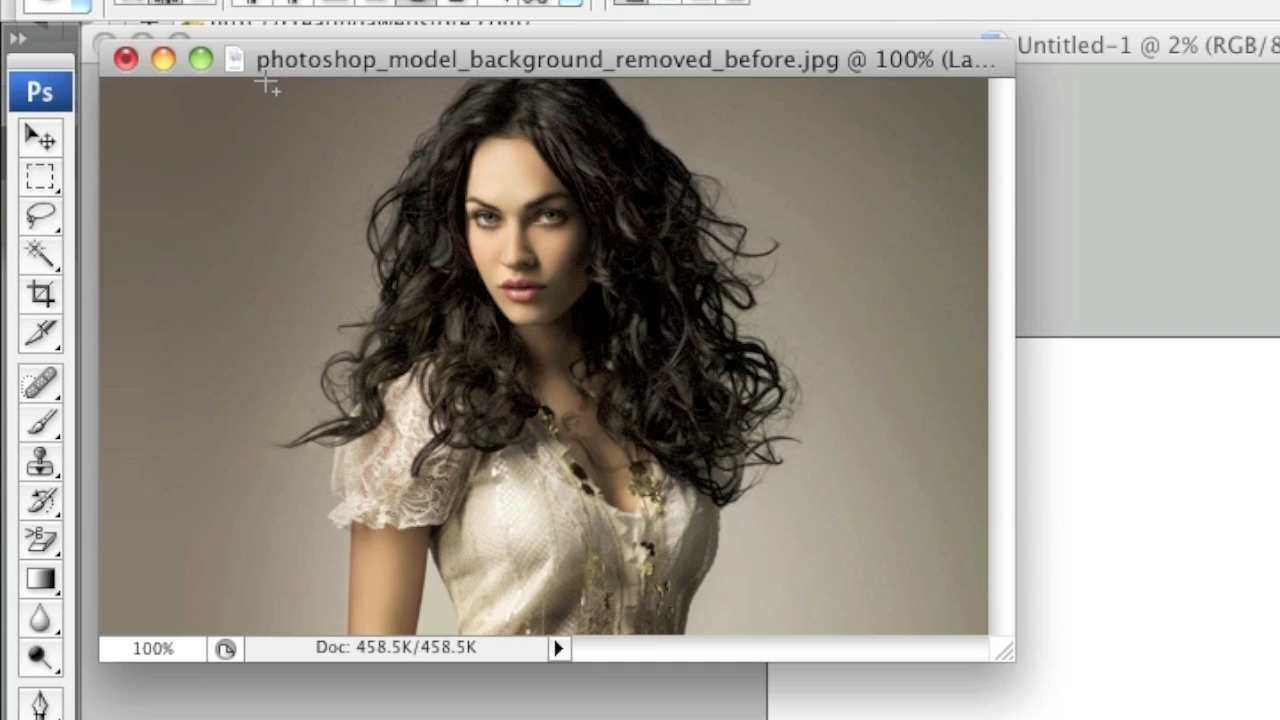 photoshop_model_background_removed_before.jpg @ 100% (La...
Untitled-1 @ 2% (RGB/8
Ps
100%
Doc: 458.5K/458.5K